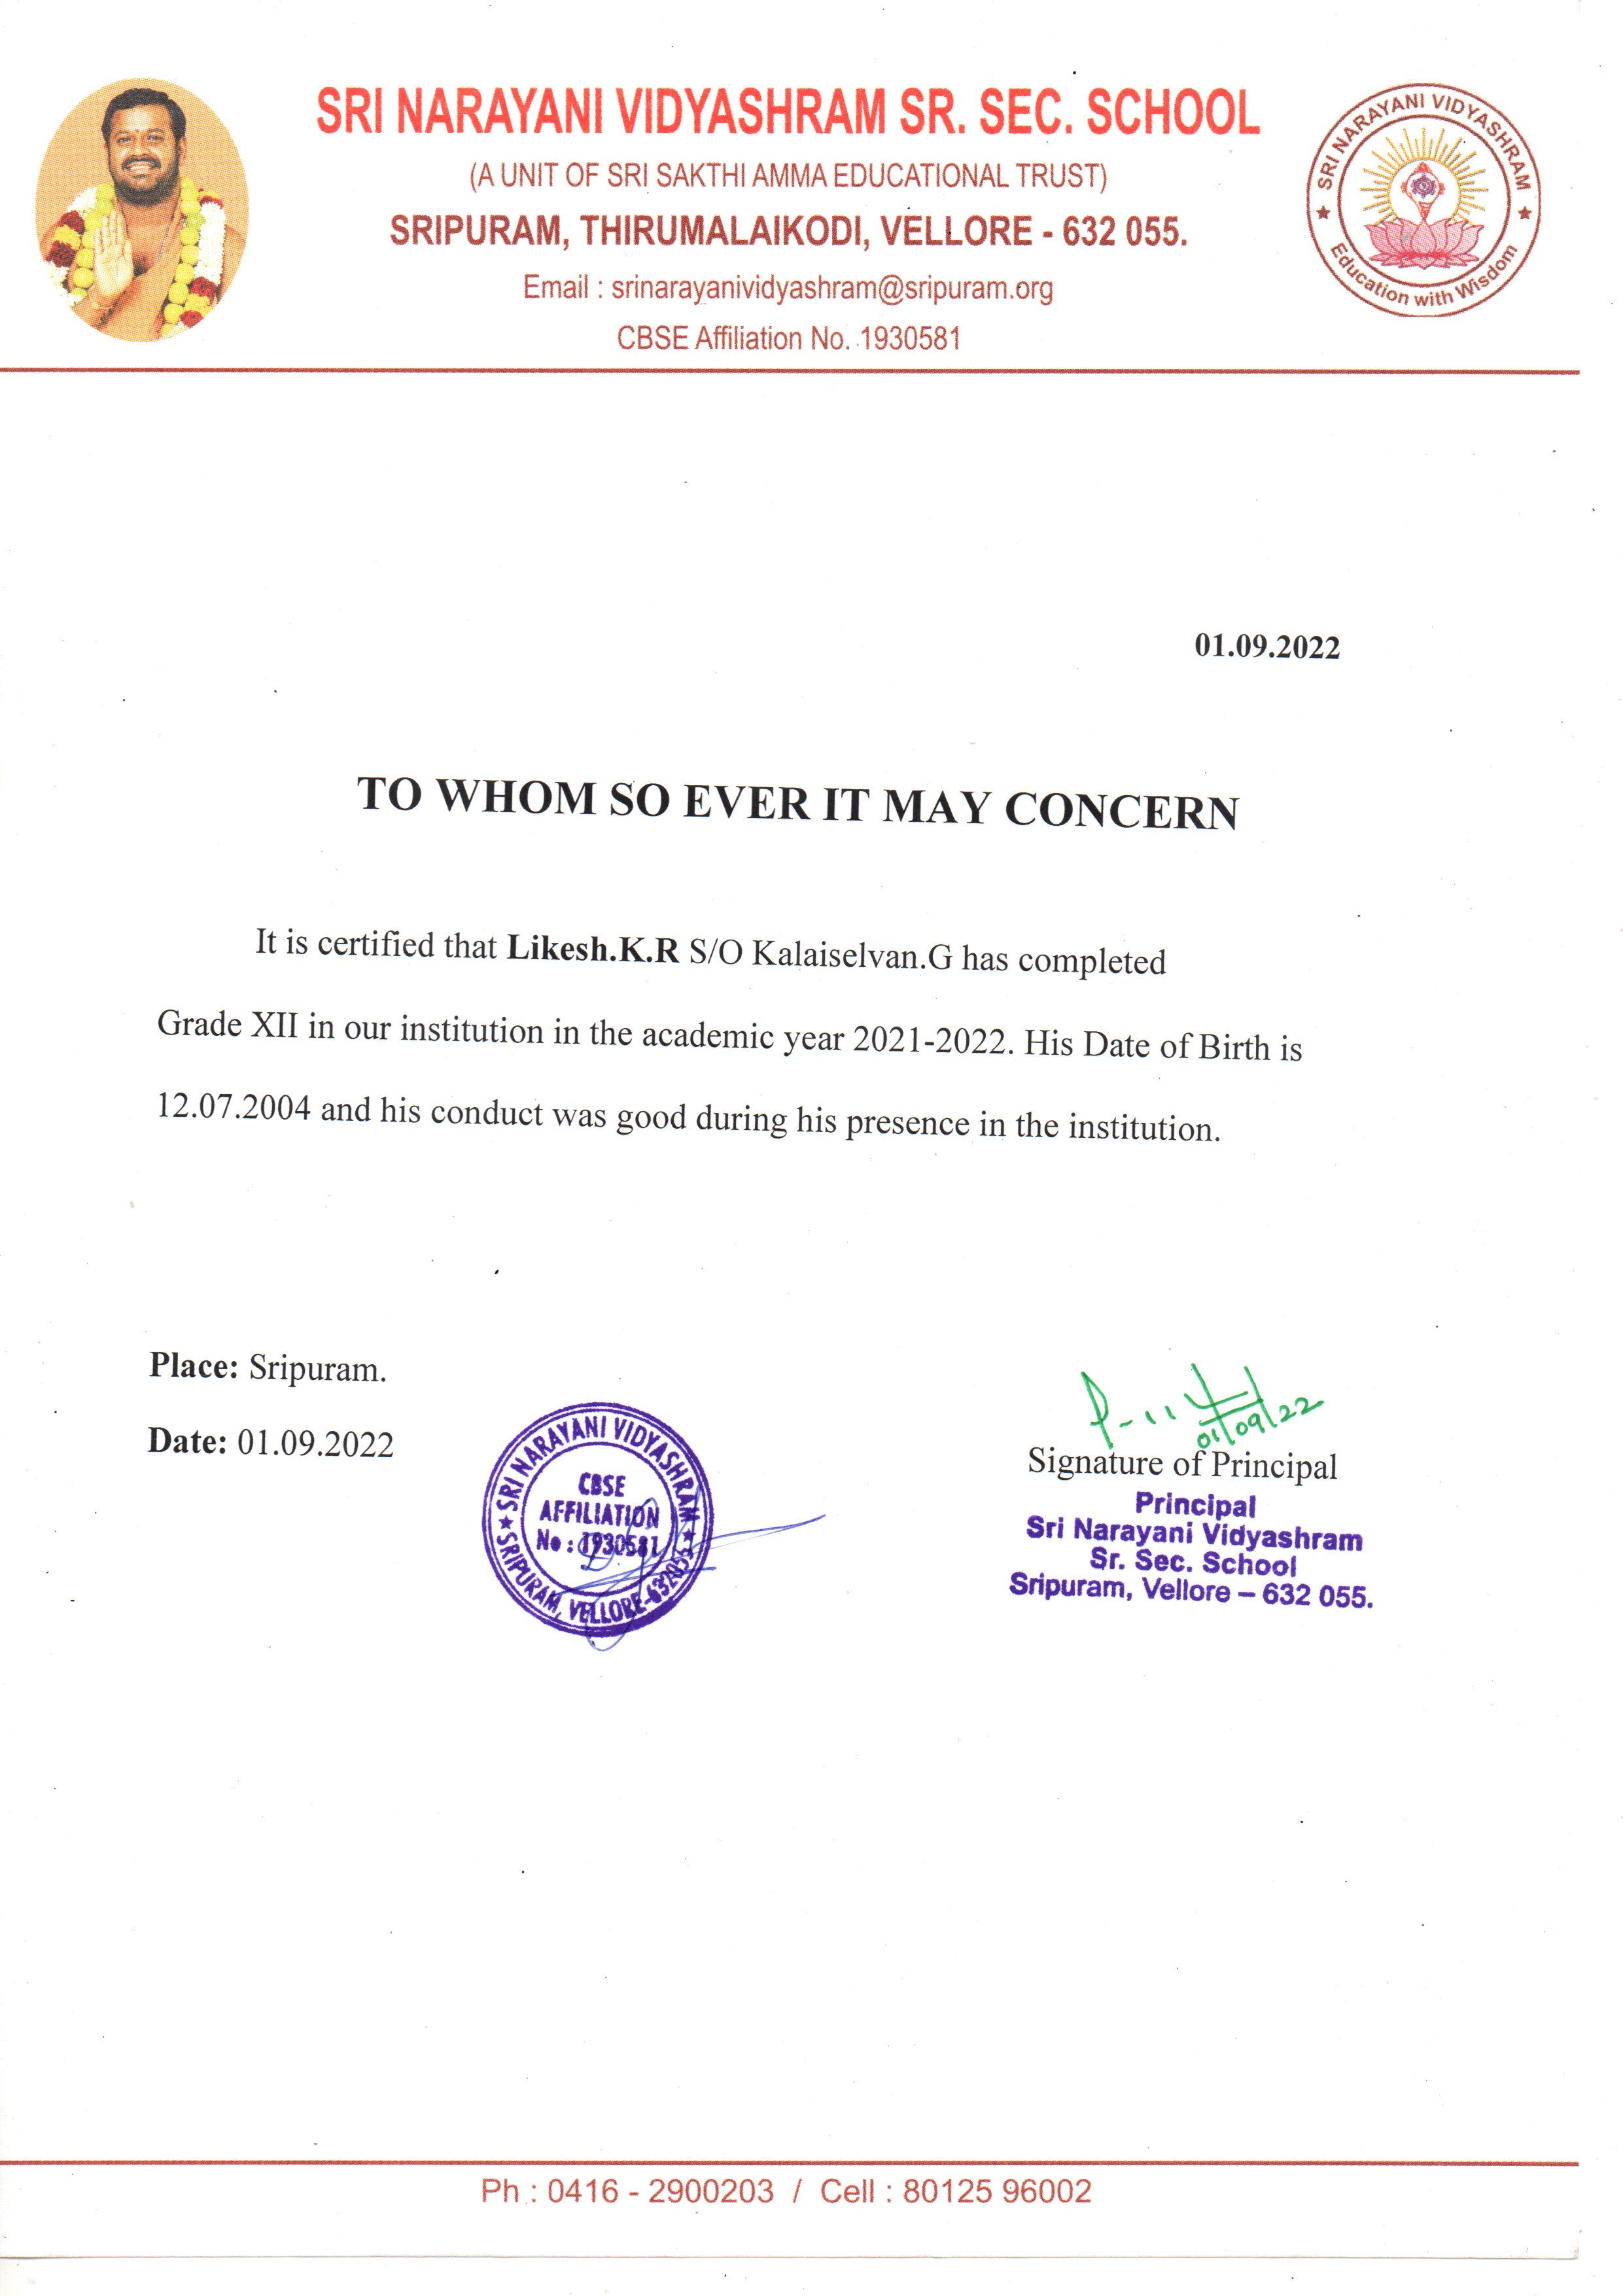 SRI NARAYANI VIDYASHRAM SR. SEC. SCHOOL
(A UNIT OF SRI SAKTHI AMMA EDUCATIONAL TRUST)
SRIPURAM, THIRUMALAIKODI, VELLORE - 632 055.
Email : srinarayanividyashram@sripuram.org
CBSE Affiliation No. 1930581
SRI NARAYANI VIDYASHRAM
Education with Wisdom
01.09.2022
TO WHOM SO EVER IT MAY CONCERN
It is certified that Likesh.K.R S/O Kalaiselvan.G has completed
Grade XII in our institution in the academic year 2021-2022. His Date of Birth is
12.07.2004 and his conduct was good during his presence in the institution.
Place: Sripuram.
Date: 01.09.2022
SRI NARAYANI VIDYASHRAM
CBSE
AFFILIATION
No : 1930581
SRIPURAM, VELLORE-632055
01/09/22
Signature of Principal
Principal
Sri Narayani Vidyashram
Sr. Sec. School
Sripuram, Vellore – 632 055.
Ph : 0416 - 2900203 / Cell : 80125 96002